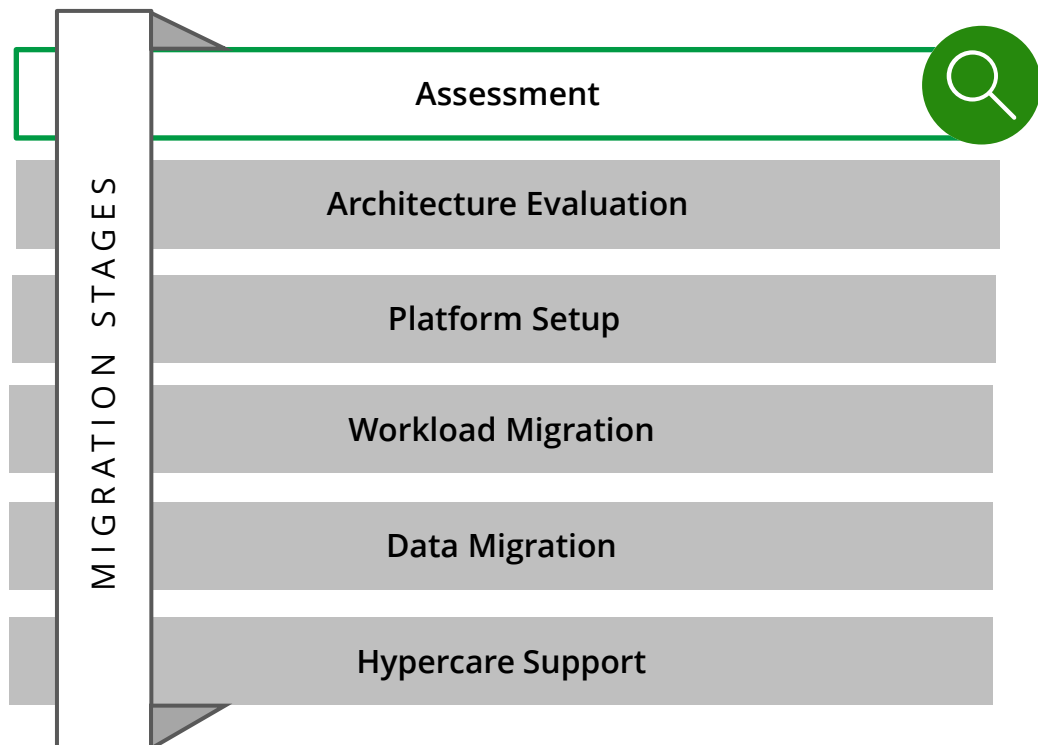 MIGRATION STAGES
Assessment
Architecture Evaluation
Platform Setup
Workload Migration
Data Migration
Hypercare Support